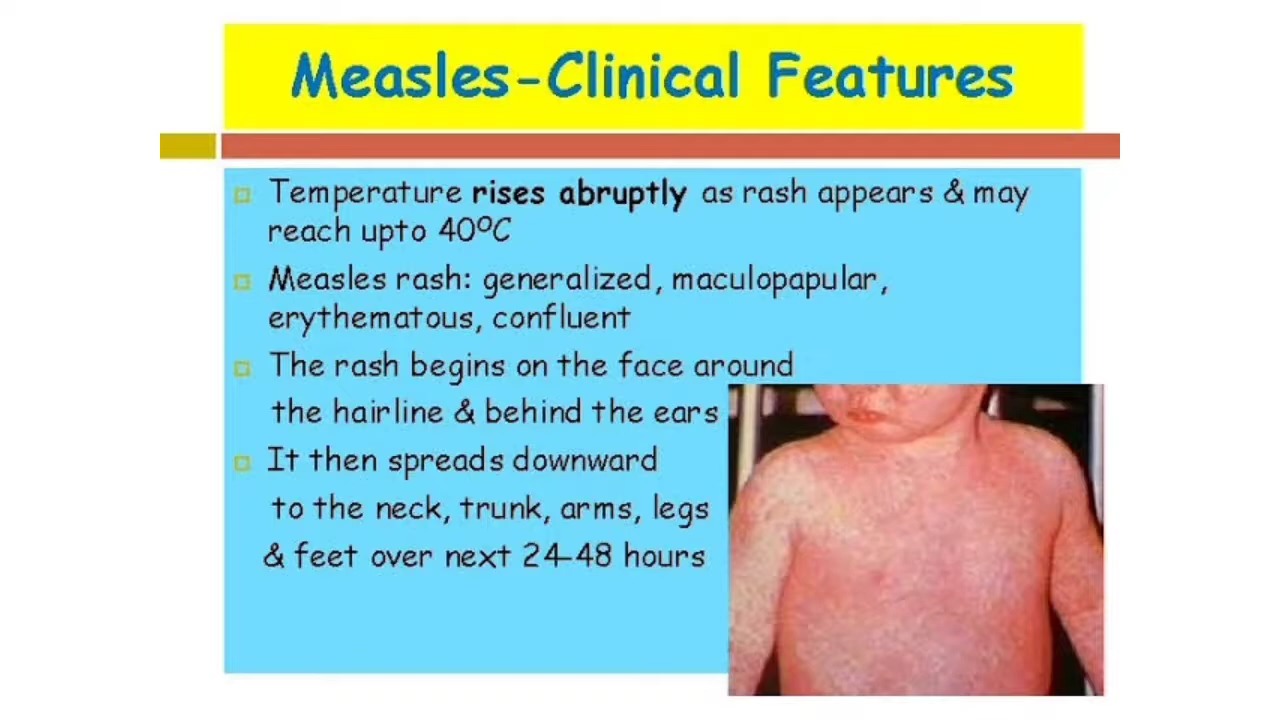 Measles-Clinical Features
Temperature rises abruptly as rash appears & may
reach upto 40ºC
Measles rash: generalized, maculopapular,
erythematous, confluent
The rash begins on the face around
the hairline & behind the ears
It then spreads downward
to the neck, trunk, arms, legs
& feet over next 24-48 hours